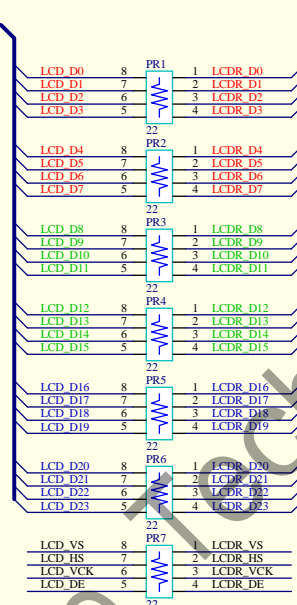 PR1
LCD_D0 8 1 LCDR_D0
LCD_D1 7 2 LCDR_D1
LCD_D2 6 3 LCDR_D2
LCD_D3 5 4 LCDR_D3
22
PR2
LCD_D4 8 1 LCDR_D4
LCD_D5 7 2 LCDR_D5
LCD_D6 6 3 LCDR_D6
LCD_D7 5 4 LCDR_D7
22
PR3
LCD_D8 8 1 LCDR_D8
LCD_D9 7 2 LCDR_D9
LCD_D10 6 3 LCDR_D10
LCD_D11 5 4 LCDR_D11
22
PR4
LCD_D12 8 1 LCDR_D12
LCD_D13 7 2 LCDR_D13
LCD_D14 6 3 LCDR_D14
LCD_D15 5 4 LCDR_D15
22
PR5
LCD_D16 8 1 LCDR_D16
LCD_D17 7 2 LCDR_D17
LCD_D18 6 3 LCDR_D18
LCD_D19 5 4 LCDR_D19
22
PR6
LCD_D20 8 1 LCDR_D20
LCD_D21 7 2 LCDR_D21
LCD_D22 6 3 LCDR_D22
LCD_D23 5 4 LCDR_D23
22
PR7
LCD_VS 8 1 LCDR_VS
LCD_HS 7 2 LCDR_HS
LCD_VCK 6 3 LCDR_VCK
LCD_DE 5 4 LCDR_DE
22